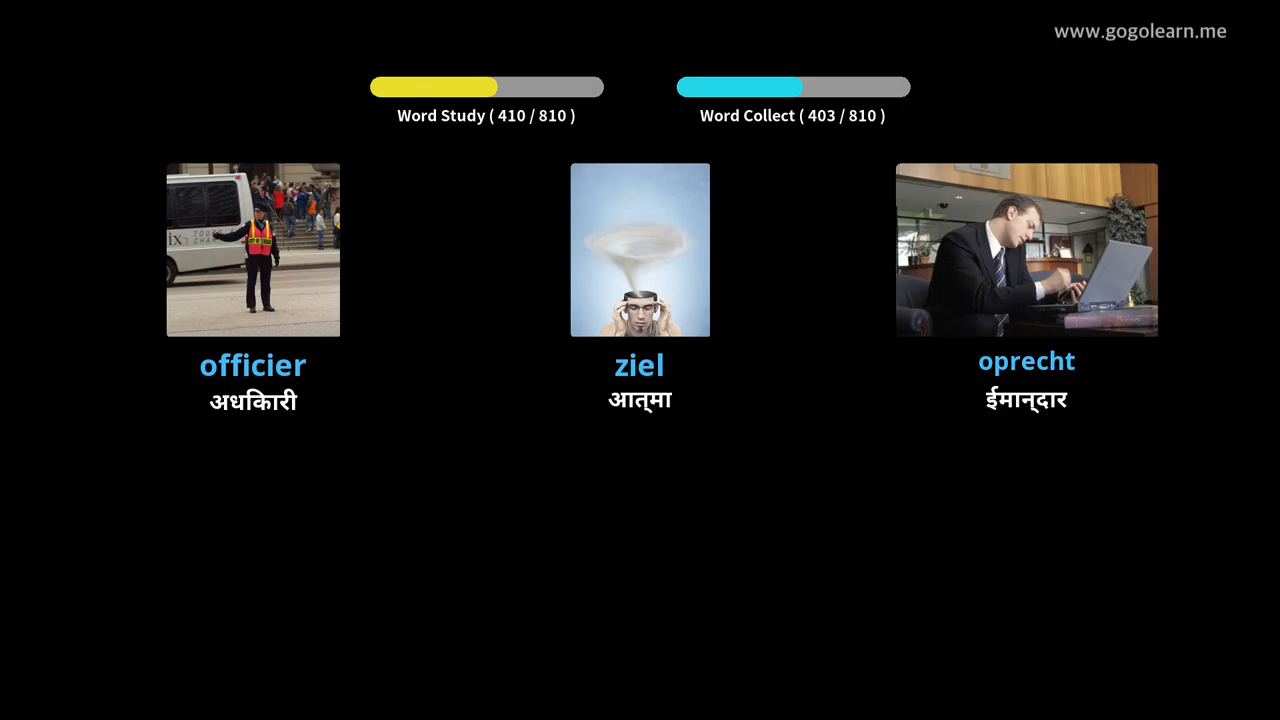 www.gogolearn.me
Word Study ( 410 / 810 )
Word Collect ( 403 / 810 )
officier
अधिकारी
ziel
आत्‌मा
oprecht
ईमान्‌दार